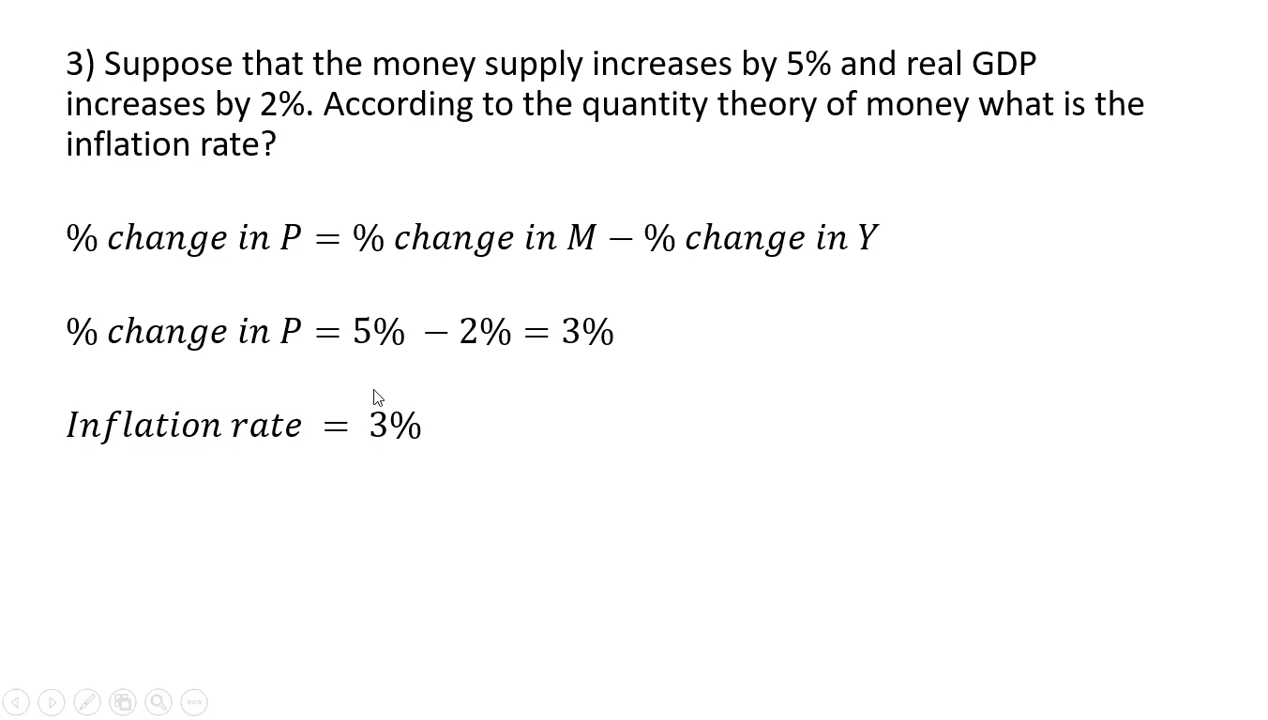 3) Suppose that the money supply increases by 5% and real GDP
increases by 2%. According to the quantity theory of money what is the
inflation rate?
% change in P = % change in M − % change in Y
% change in P = 5% − 2% = 3%
Inflation rate = 3%